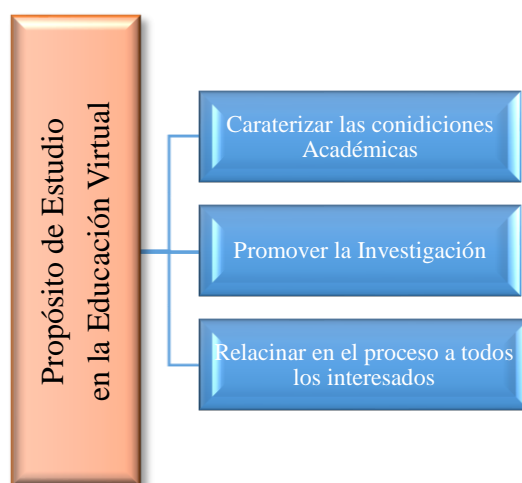 Propósito de Estudio
en la Educación Virtual
Caraterizar las conidiciones
Académicas
Promover la Investigación
Relacinar en el proceso a todos
los interesados